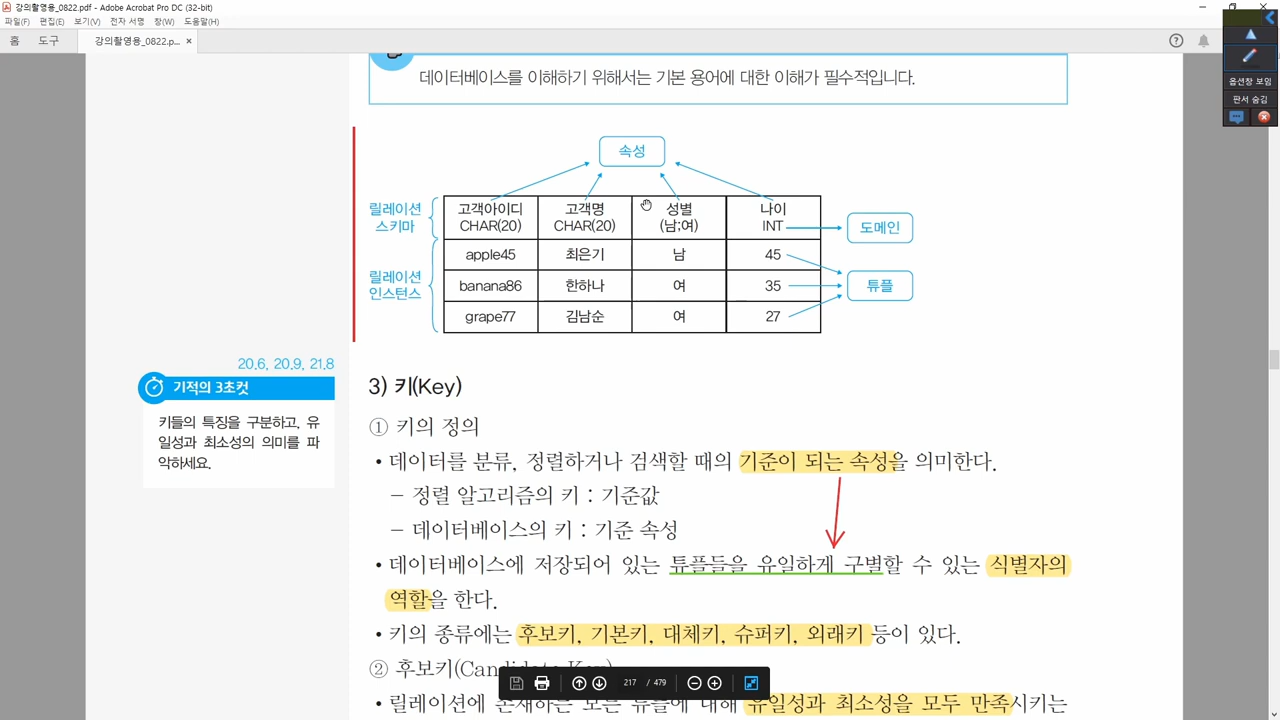 강의촬영용_0822.pdf - Adobe Acrobat Pro DC (32-bit)
파일(F) 편집(E) 보기(V) 전자 서명 창(W) 도움말(H)
홈 도구 강의촬영용_0822.p... ×
옵션창 보임
판서 숨김
데이터베이스를 이해하기 위해서는 기본 용어에 대한 이해가 필수적입니다.
속성
릴레이션
스키마
고객아이디 고객명 성별 나이
CHAR(20) CHAR(20) (남;여) INT
도메인
릴레이션
인스턴스
apple45 최은기 남 45
banana86 한하나 여 35
grape77 김남순 여 27
튜플
20.6, 20.9, 21.8
기적의 3초컷
키들의 특징을 구분하고, 유
일성과 최소성의 의미를 파
악하세요.
3) 키(Key)
① 키의 정의
• 데이터를 분류, 정렬하거나 검색할 때의 기준이 되는 속성을 의미한다.
– 정렬 알고리즘의 키 : 기준값
– 데이터베이스의 키 : 기준 속성
• 데이터베이스에 저장되어 있는 튜플들을 유일하게 구별할 수 있는 식별자의
역할을 한다.
• 키의 종류에는 후보키, 기본키, 대체키, 슈퍼키, 외래키 등이 있다.
② 후보키(Candidate Key)
• 릴레이션에 존재하는 모든 튜플에 대해 유일성과 최소성을 모두 만족시키는
217 / 479